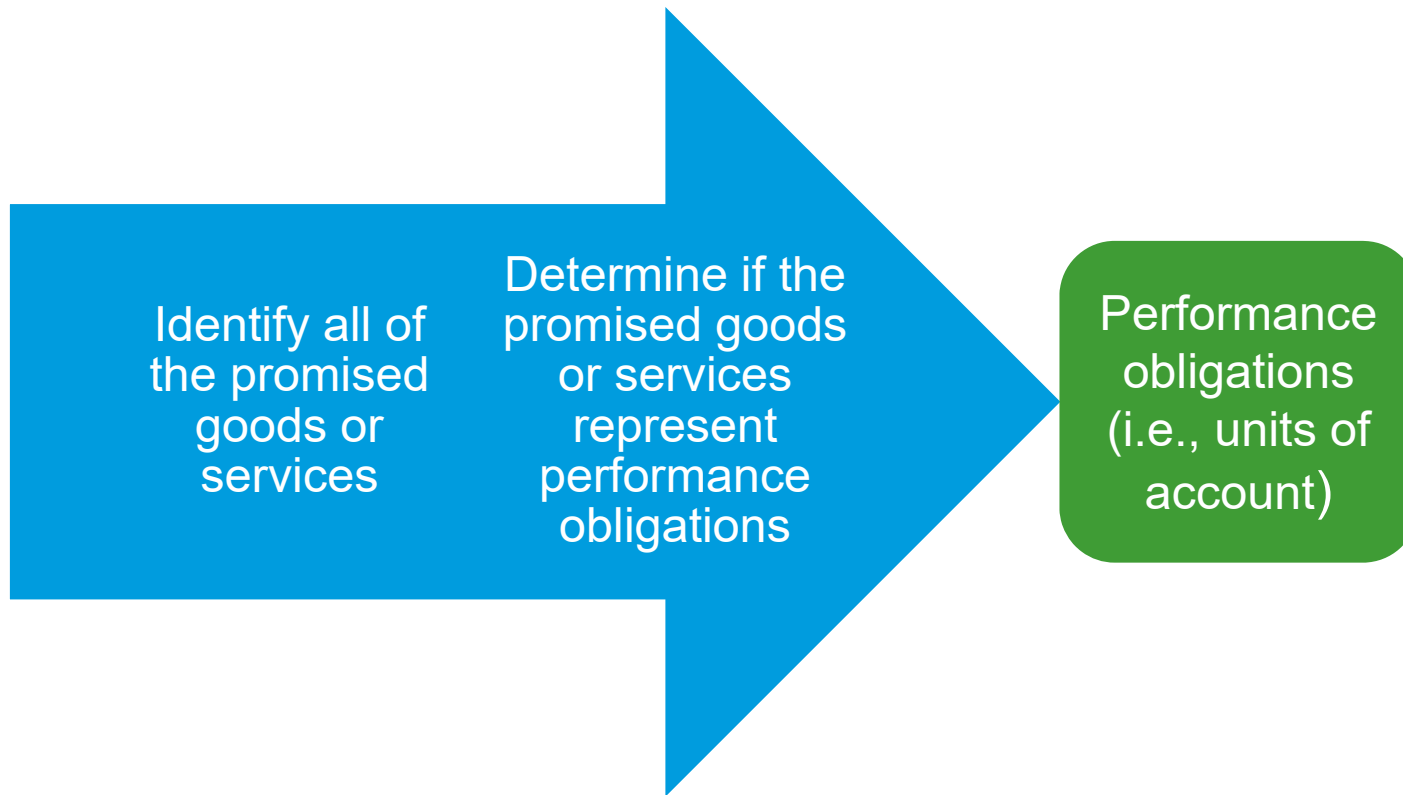 Identify all of
the promised
goods or
services
Determine if the
promised goods
or services
represent
performance
obligations
Performance
obligations
(i.e., units of
account)